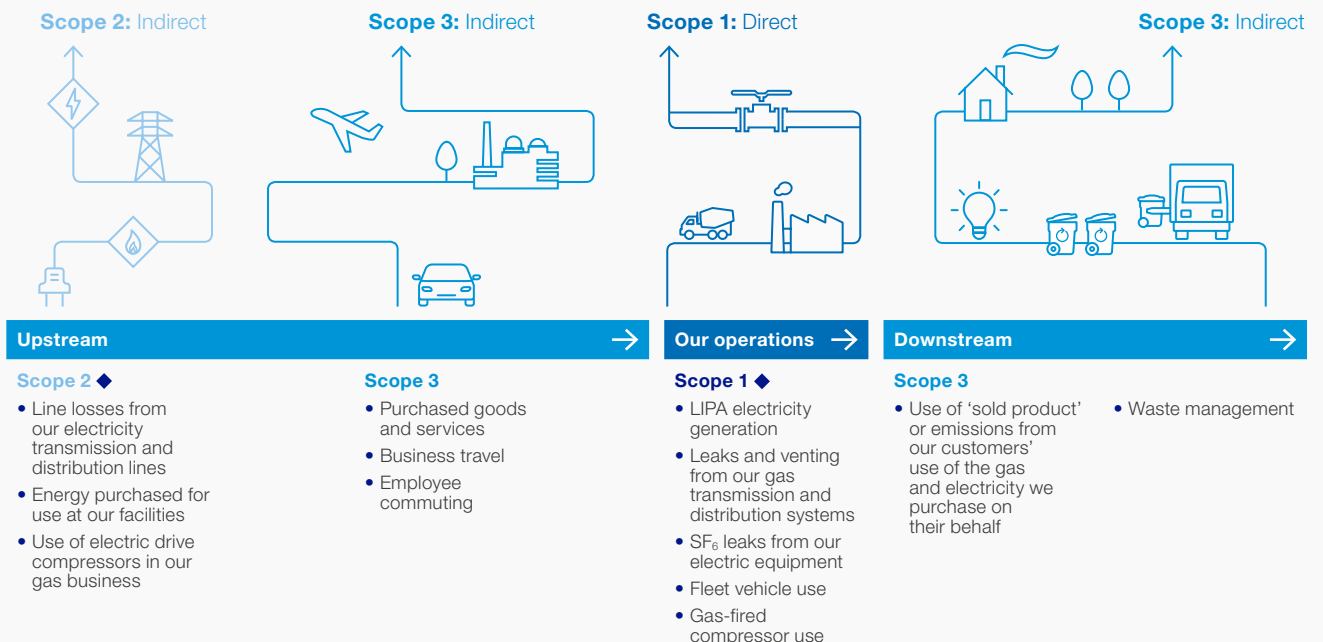 Scope 2: Indirect
Scope 3: Indirect
Scope 1: Direct
Scope 3: Indirect
Upstream
Our operations
Downstream
Scope 2 ◆
• Line losses from
our electricity
transmission and
distribution lines
• Energy purchased for
use at our facilities
• Use of electric drive
compressors in our
gas business
Scope 3
• Purchased goods
and services
• Business travel
• Employee
commuting
Scope 1 ◆
• LIPA electricity
generation
• Leaks and venting
from our gas
transmission and
distribution systems
• SF₆ leaks from our
electric equipment
• Fleet vehicle use
• Gas-fired
compressor use
Scope 3
• Use of ‘sold product’
or emissions from
our customers’
use of the gas
and electricity we
purchase on
their behalf
• Waste management